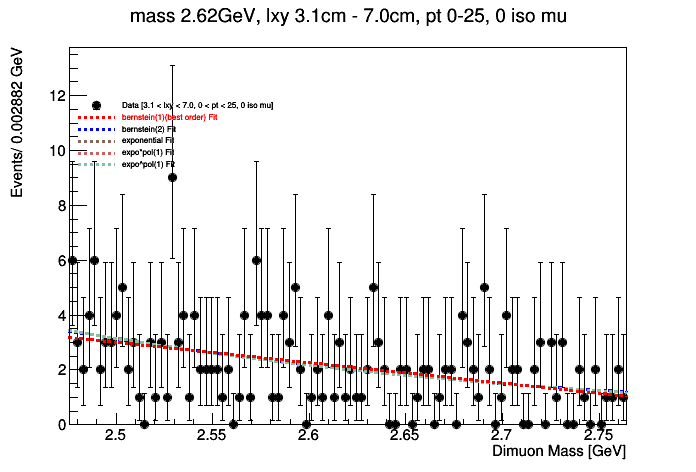 mass 2.62GeV, lxy 3.1cm - 7.0cm, pt 0-25, 0 iso mu
Events/ 0.002882 GeV
12
10
8
6
4
2
0
Data [3.1 < lxy < 7.0, 0 < pt < 25, 0 iso mu]
bernstein(1)(best order) Fit
bernstein(2) Fit
exponential Fit
expo*pol(1) Fit
expo^pol(1) Fit
2.5 2.55 2.6 2.65 2.7 2.75
Dimuon Mass [GeV]